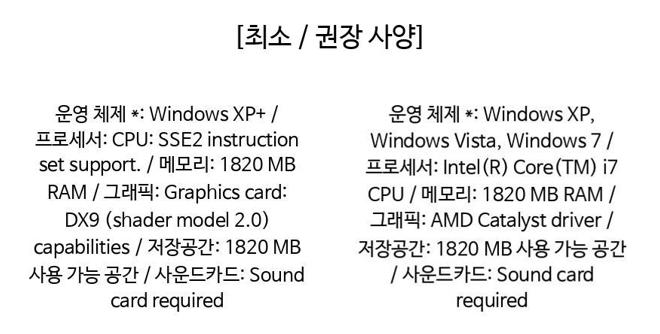 [최소 / 권장 사양]
운영 체제 *: Windows XP+ /
프로세서: CPU: SSE2 instruction
set support. / 메모리: 1820 MB
RAM / 그래픽: Graphics card:
DX9 (shader model 2.0)
capabilities / 저장공간: 1820 MB
사용 가능 공간 / 사운드카드: Sound
card required
운영 체제 *: Windows XP,
Windows Vista, Windows 7 /
프로세서: Intel(R) Core(TM) i7
CPU / 메모리: 1820 MB RAM /
그래픽: AMD Catalyst driver /
저장공간: 1820 MB 사용 가능 공간
/ 사운드카드: Sound card
required